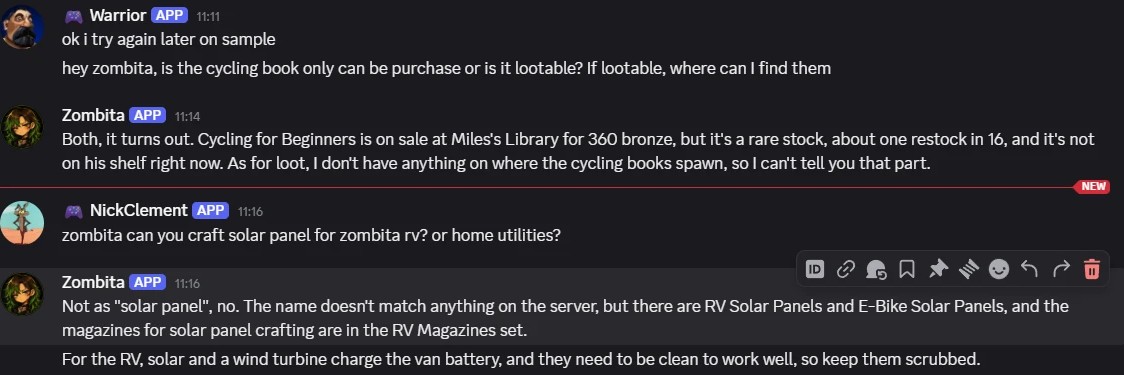 Warrior APP 11:11
ok i try again later on sample
hey zombita, is the cycling book only can be purchase or is it lootable? If lootable, where can I find them
Zombita APP 11:14
Both, it turns out. Cycling for Beginners is on sale at Miles's Library for 360 bronze, but it's a rare stock, about one restock in 16, and it's not
on his shelf right now. As for loot, I don't have anything on where the cycling books spawn, so I can't tell you that part.
NEW
NickClement APP 11:16
zombita can you craft solar panel for zombita rv? or home utilities?
ID
Zombita APP 11:16
Not as "solar panel", no. The name doesn't match anything on the server, but there are RV Solar Panels and E-Bike Solar Panels, and the
magazines for solar panel crafting are in the RV Magazines set.
For the RV, solar and a wind turbine charge the van battery, and they need to be clean to work well, so keep them scrubbed.